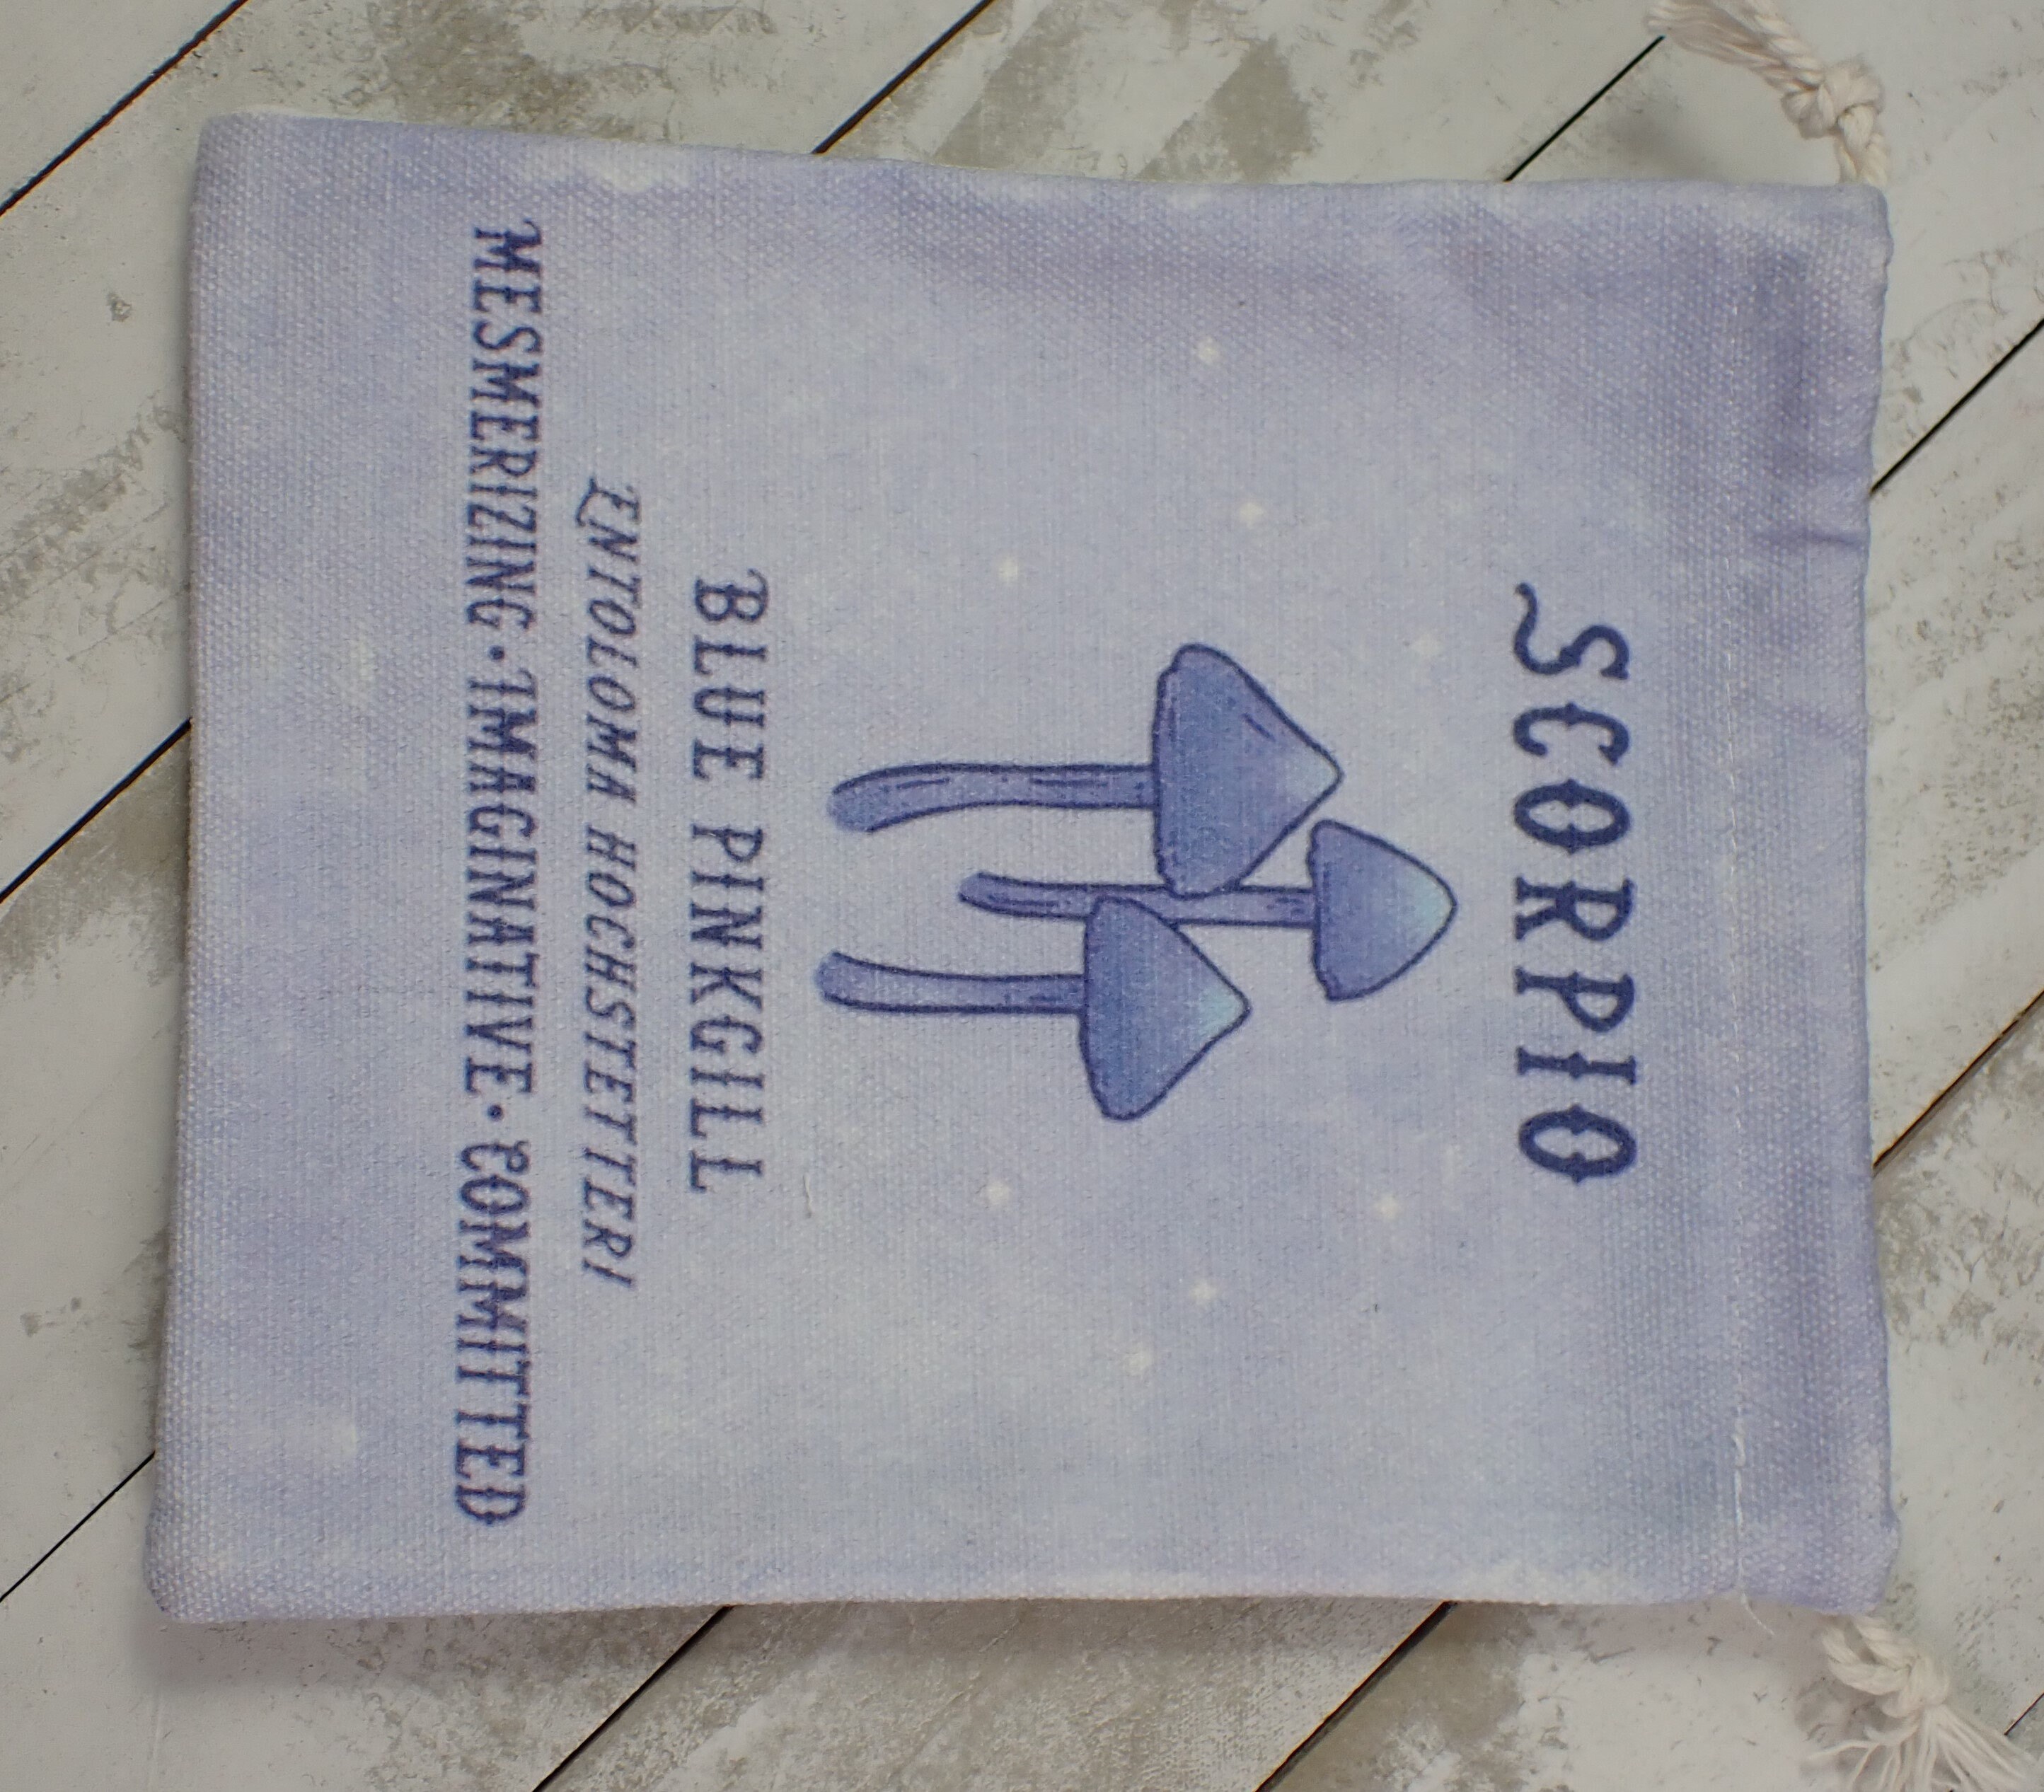 SCORPIO
BLUE PINKGILL
ENTOLOMA HOCHSTETTERI
MESMERIZING • IMAGINATIVE • COMMITTED